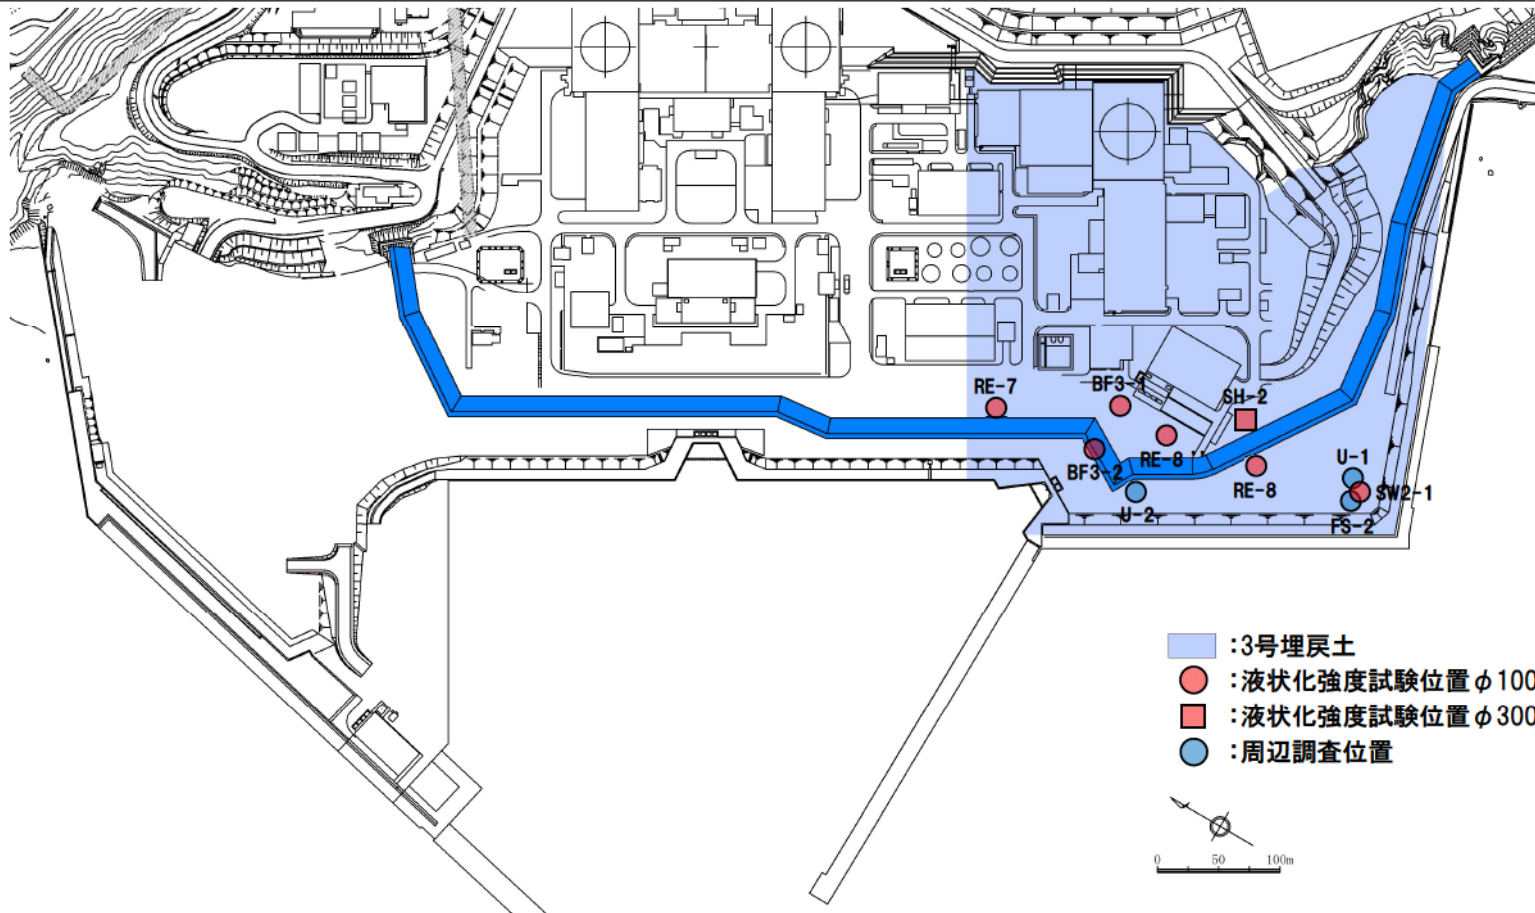 RE-7
BF3-1
SH-2
RE-8
BF3-2
RE-8
U-1
SW2-1
U-2
FS-2
:3号埋戻土
:液状化強度試験位置φ100
:液状化強度試験位置φ300
:周辺調査位置
0 50 100m